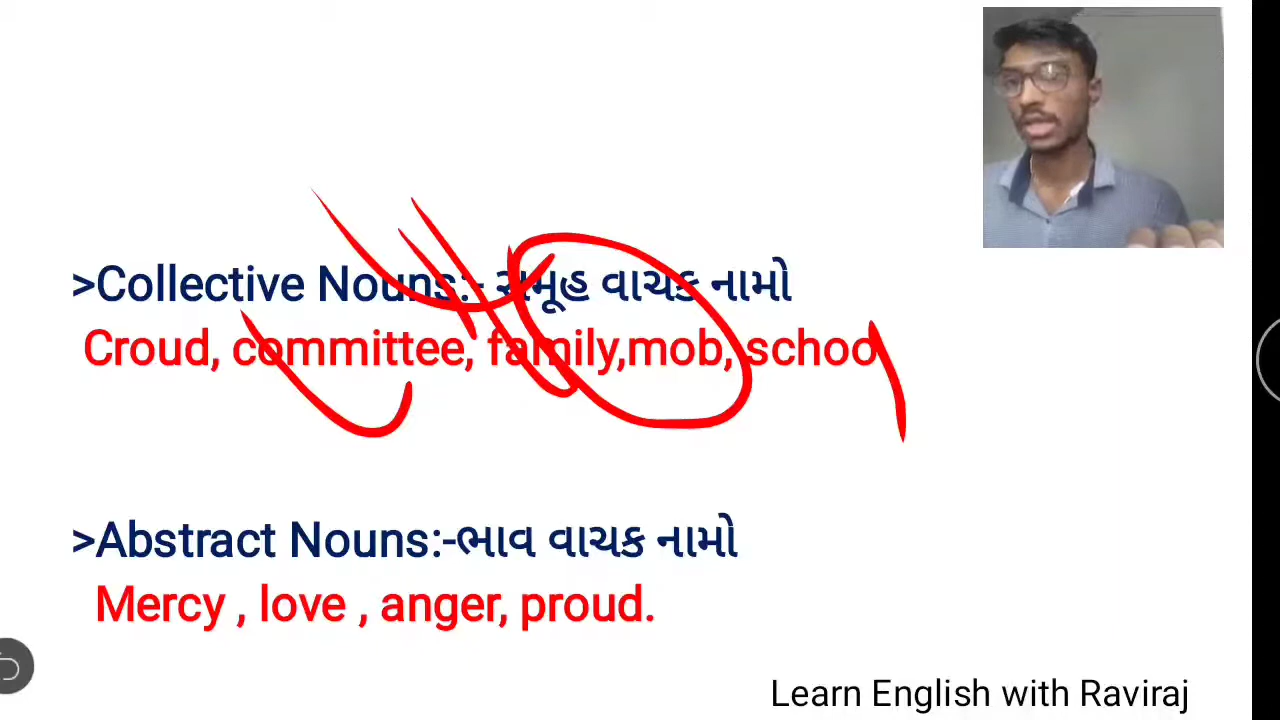 >Collective Nouns:- સમૂહ વાચક નામો
Croud, committee, family,mob, school
>Abstract Nouns:-ભાવ વાચક નામો
Mercy , love , anger, proud.
Learn English with Raviraj